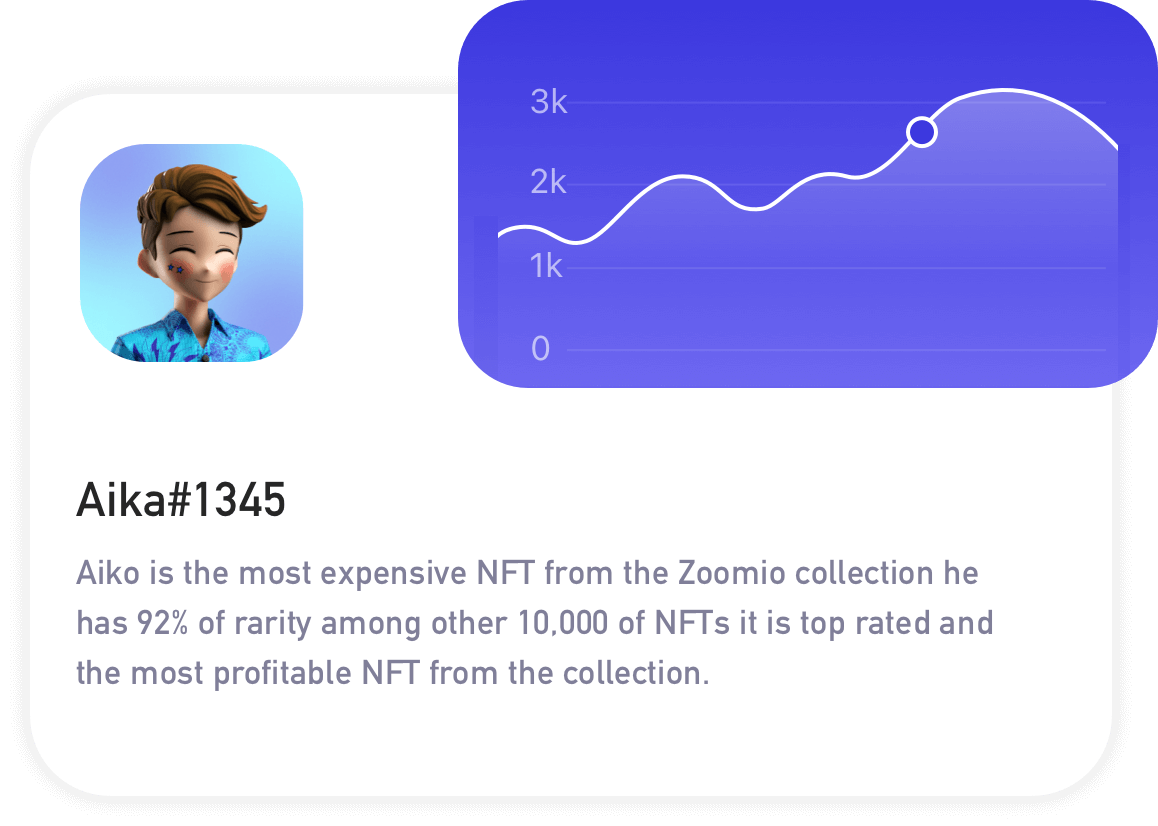 3k
2k
1k
0
Aika#1345
Aiko is the most expensive NFT from the Zoomio collection he
has 92% of rarity among other 10,000 of NFTs it is top rated and
the most profitable NFT from the collection.